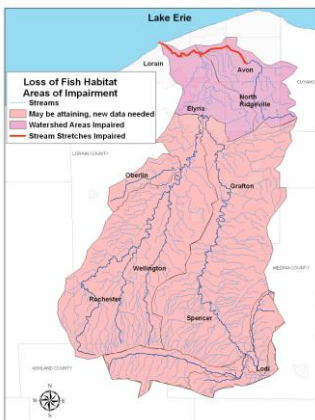 Lake Erie
Lorain
Avon
Loss of Fish Habitat
Areas of Impairment
Streams
May be attaining, new data needed
Watershed Areas Impaired
Stream Stretches Impaired
North
Ridgeville
Elyria
LORAIN COUNTY
Oberlin
Grafton
MEDINA COUNTY
Wellington
Rochester
Spencer
ASHLAND COUNTY
Lodi
N